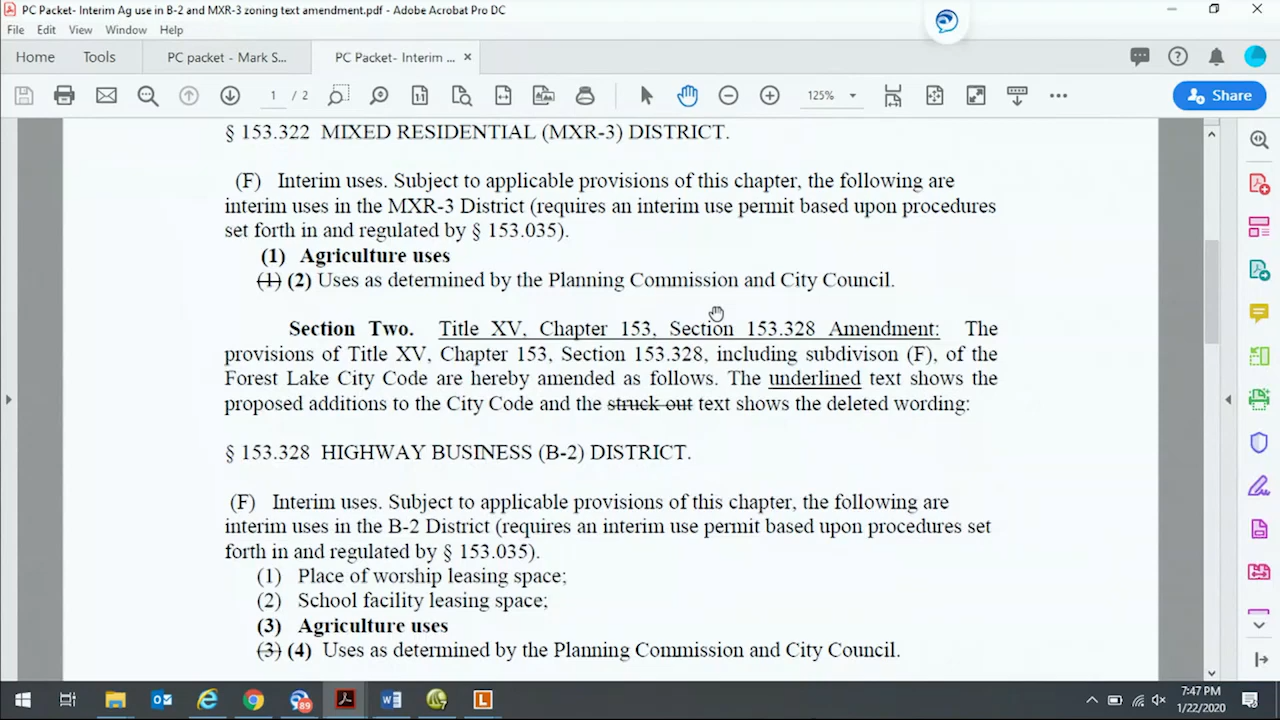 PC Packet- Interim Ag use in B-2 and MXR-3 zoning text amendment.pdf - Adobe Acrobat Pro DC
File Edit View Window Help
Home Tools PC packet - Mark S... PC Packet- Interim ... ×
1 / 2 125% Share
§ 153.322 MIXED RESIDENTIAL (MXR-3) DISTRICT.
(F) Interim uses. Subject to applicable provisions of this chapter, the following are
interim uses in the MXR-3 District (requires an interim use permit based upon procedures
set forth in and regulated by § 153.035).
(1) Agriculture uses
(1) (2) Uses as determined by the Planning Commission and City Council.
Section Two. Title XV, Chapter 153, Section 153.328 Amendment: The
provisions of Title XV, Chapter 153, Section 153.328, including subdivison (F), of the
Forest Lake City Code are hereby amended as follows. The underlined text shows the
proposed additions to the City Code and the struck out text shows the deleted wording:
§ 153.328 HIGHWAY BUSINESS (B-2) DISTRICT.
(F) Interim uses. Subject to applicable provisions of this chapter, the following are
interim uses in the B-2 District (requires an interim use permit based upon procedures set
forth in and regulated by § 153.035).
(1) Place of worship leasing space;
(2) School facility leasing space;
(3) Agriculture uses
(3) (4) Uses as determined by the Planning Commission and City Council.
89
7:47 PM
1/22/2020